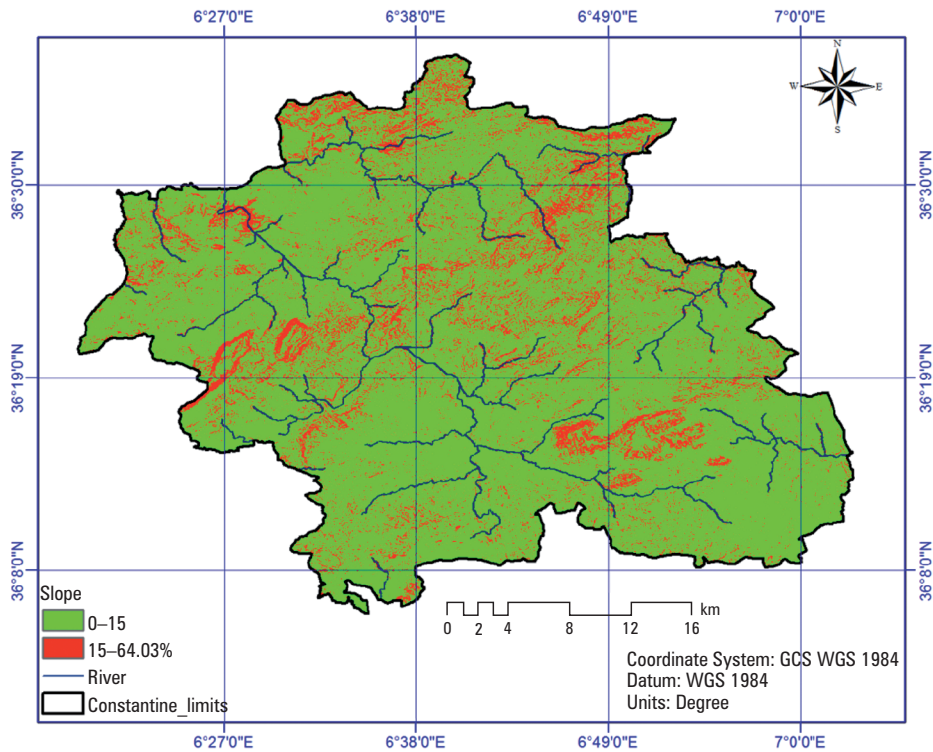 6°27'0"E 6°38'0"E 6°49'0"E 7°0'0"E
N
W E
S
36°30'0"N 36°30'0"N
36°19'0"N 36°19'0"N
36°8'0"N 36°8'0"N
Slope
0–15
15–64.03%
River
Constantine_limits
km
0 2 4 8 12 16
Coordinate System: GCS WGS 1984
Datum: WGS 1984
Units: Degree
6°27'0"E 6°38'0"E 6°49'0"E 7°0'0"E